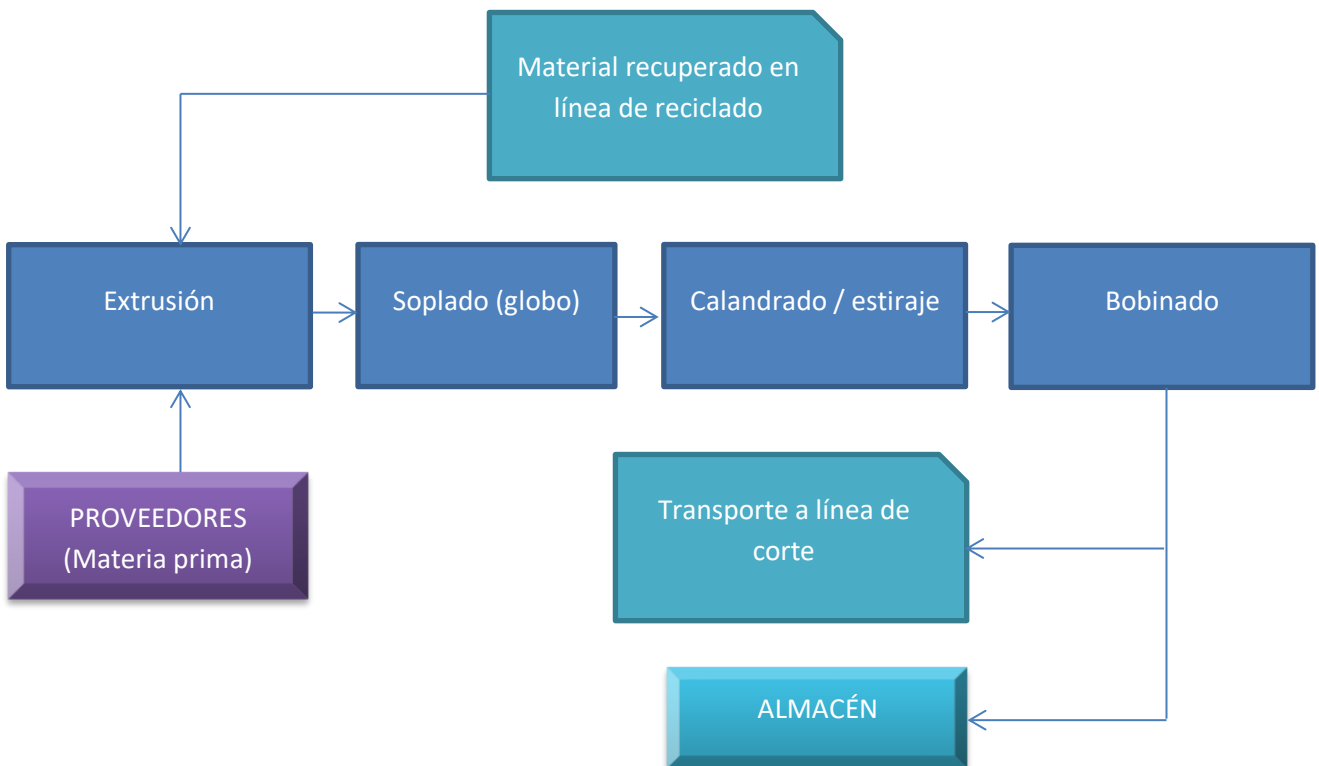 Material recuperado en
línea de reciclado
Extrusión
Soplado (globo)
Calandrado / estiraje
Bobinado
PROVEEDORES
(Materia prima)
Transporte a línea de
corte
ALMACÉN